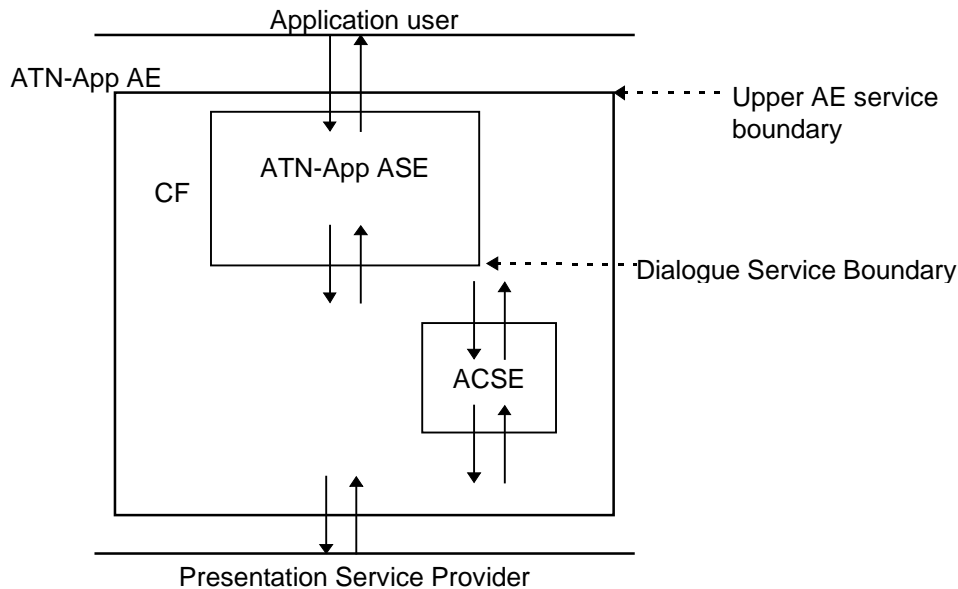 Application user
ATN-App AE
Upper AE service
boundary
ATN-App ASE
CF
Dialogue Service Boundary
ACSE
Presentation Service Provider